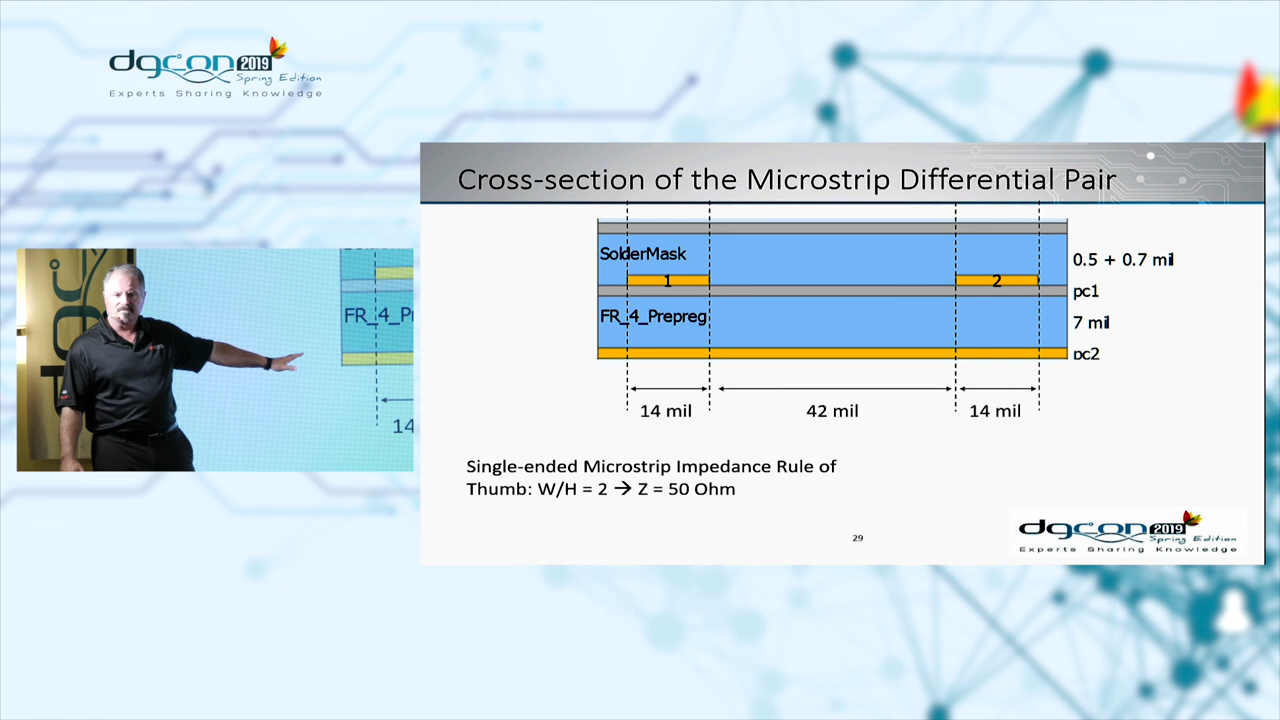 dgcon 2019
Spring Edition
Experts Sharing Knowledge
Cross-section of the Microstrip Differential Pair
SolderMask
0.5 + 0.7 mil
1
2
pc1
FR_4_Prepreg
7 mil
pc2
14 mil
42 mil
14 mil
Single-ended Microstrip Impedance Rule of
Thumb: W/H = 2 → Z = 50 Ohm
29
dgcon 2019
Spring Edition
Experts Sharing Knowledge
FR_4_Pr
14